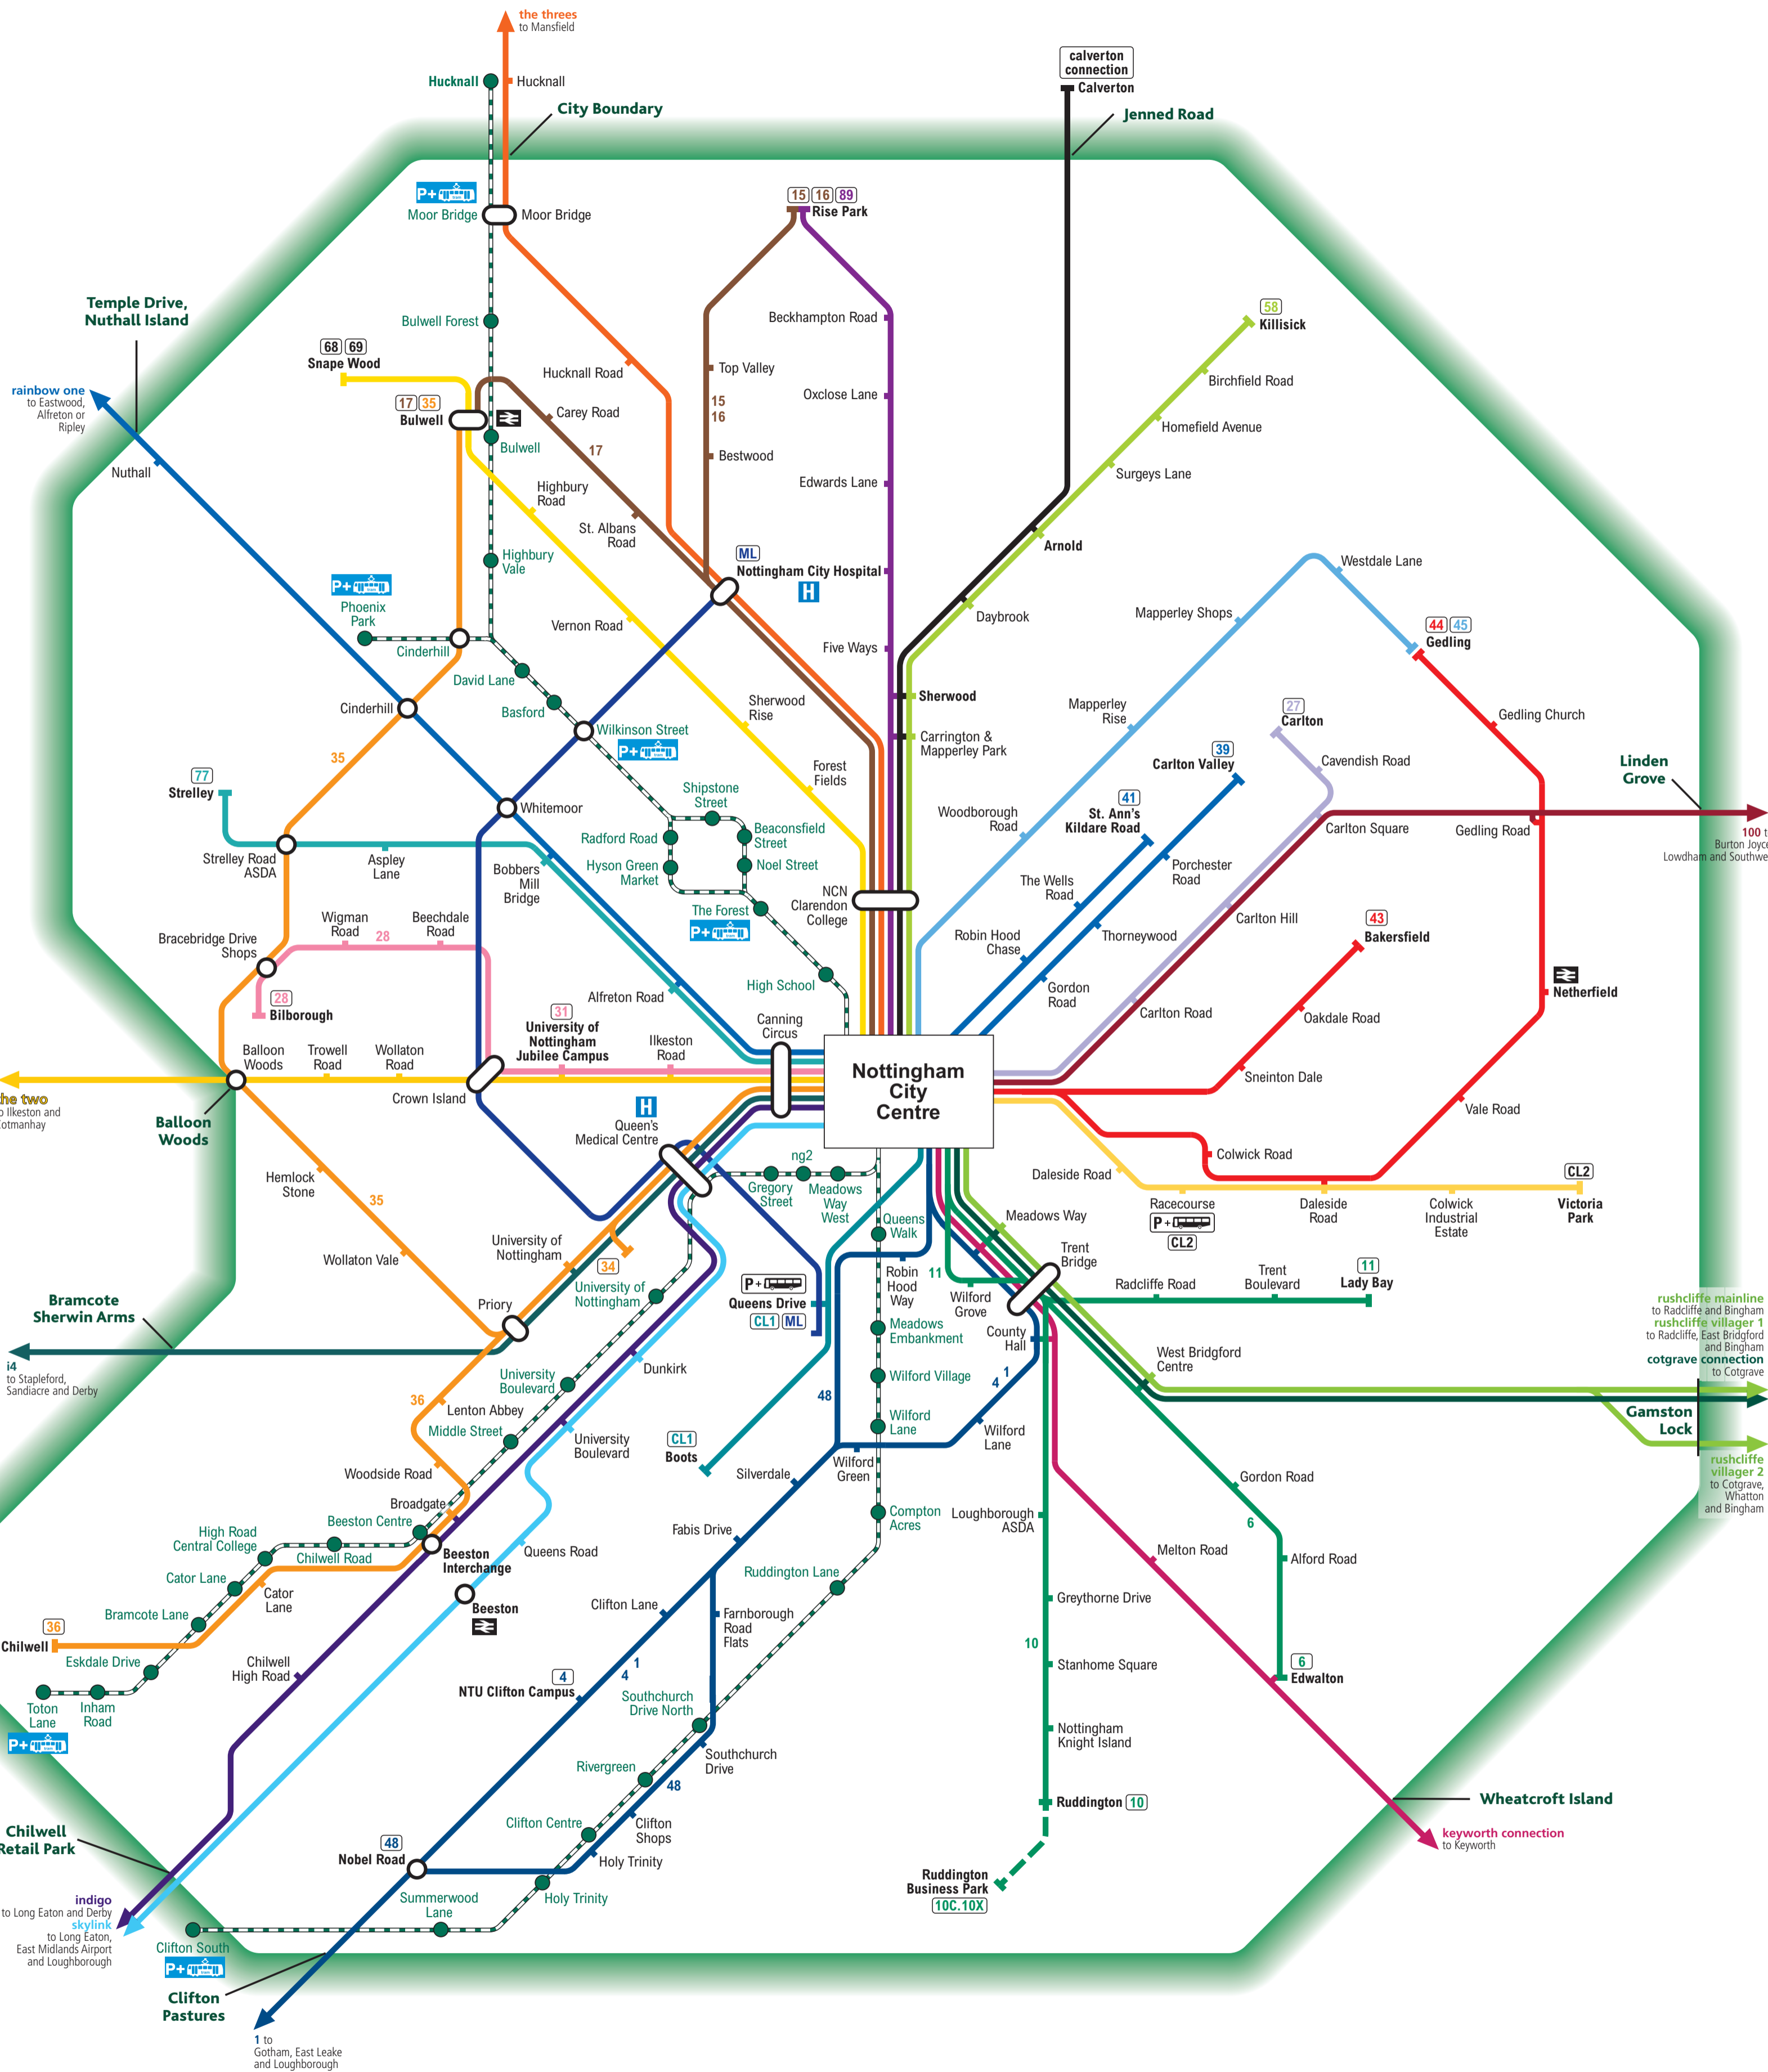 the threes
to Mansfield
Hucknall
Hucknall
City Boundary
calverton
connection
Calverton
Jenned Road
P+ tram
Moor Bridge
Moor Bridge
15 16 89
Rise Park
Temple Drive,
Nuthall Island
Bulwell Forest
Beckhampton Road
58
Killisick
68 69
Snape Wood
Hucknall Road
Top Valley
Birchfield Road
rainbow one
to Eastwood,
Alfreton or
Ripley
17 35
Bulwell
Carey Road
15
16
Oxclose Lane
Homefield Avenue
Bulwell
17
Bestwood
Nuthall
Highbury
Road
Edwards Lane
Surgeys Lane
St. Albans
Road
Arnold
Highbury
Vale
ML
Nottingham City Hospital
H
Westdale Lane
P+ tram
Phoenix
Park
Cinderhill
Vernon Road
Daybrook
Mapperley Shops
44 45
Gedling
Five Ways
David Lane
Basford
Sherwood
Cinderhill
Sherwood
Rise
Wilkinson Street
P+ tram
Carrington &
Mapperley Park
Mapperley
Rise
27
Carlton
Gedling Church
35
77
Strelley
Forest
Fields
39
Carlton Valley
Cavendish Road
Linden
Grove
Whitemoor
Shipstone
Street
41
St. Ann's
Kildare Road
Woodborough
Road
Radford Road
Beaconsfield
Street
Carlton Square
Gedling Road
100 t
Burton Joyce
Lowdham and Southwe
Strelley Road
ASDA
Aspley
Lane
Bobbers
Mill
Bridge
Hyson Green
Market
Noel Street
Porchester
Road
The Wells
Road
NCN
Clarendon
College
The Forest
P+ tram
Carlton Hill
43
Bakersfield
Wigman
Road
28
Beechdale
Road
Bracebridge Drive
Shops
Robin Hood
Chase
Thorneywood
28
Bilborough
Alfreton Road
High School
Gordon
Road
Carlton Road
Oakdale Road
Netherfield
31
University of
Nottingham
Jubilee Campus
Ilkeston
Road
Canning
Circus
Balloon
Woods
Trowell
Road
Wollaton
Road
Crown Island
Nottingham
City
Centre
Sneinton Dale
Vale Road
he two
o Ilkeston and
otmanhay
Balloon
Woods
H
Queen's
Medical Centre
Colwick Road
Hemlock
Stone
35
ng2
Gregory
Street
Meadows
Way
West
Daleside Road
Racecourse
P+
CL2
Daleside
Road
Colwick
Industrial
Estate
CL2
Victoria
Park
Queens
Walk
Meadows Way
Wollaton Vale
University of
Nottingham
34
University of
Nottingham
P+
Queens Drive
CL1 ML
Robin
Hood
Way
11
Wilford
Grove
Trent
Bridge
Radcliffe Road
Trent
Boulevard
11
Lady Bay
Bramcote
Sherwin Arms
Priory
Meadows
Embankment
County
Hall
rushcliffe mainline
to Radcliffe and Bingham
rushcliffe villager 1
to Radcliffe, East Bridgford
and Bingham
cotgrave connection
to Cotgrave
i4
to Stapleford,
Sandiacre and Derby
Dunkirk
West Bridgford
Centre
University
Boulevard
Wilford Village
1
4
48
36
Lenton Abbey
Gamston
Lock
Middle Street
University
Boulevard
CL1
Boots
Wilford
Lane
Wilford
Lane
Wilford
Green
Silverdale
Woodside Road
rushcliffe
villager 2
to Cotgrave,
Whatton
and Bingham
Gordon Road
Broadgate
Beeston Centre
High Road
Central College
Chilwell Road
Beeston
Interchange
Queens Road
Fabis Drive
Compton
Acres
Loughborough
ASDA
6
Melton Road
Alford Road
Cator Lane
Cator
Lane
Ruddington Lane
Beeston
Clifton Lane
Farnborough
Road
Flats
Greythorne Drive
Bramcote Lane
36
Chilwell
10
Eskdale Drive
Chilwell
High Road
1
4
4
NTU Clifton Campus
Stanhome Square
6
Edwalton
Toton
Lane
P+ tram
Inham
Road
Southchurch
Drive North
Nottingham
Knight Island
Southchurch
Drive
Rivergreen
48
Ruddington 10
Wheatcroft Island
Chilwell
Retail Park
Clifton Centre
Clifton
Shops
keyworth connection
to Keyworth
48
Nobel Road
Holy Trinity
Ruddington
Business Park
10C.10X
indigo
to Long Eaton and Derby
skylink
to Long Eaton,
East Midlands Airport
and Loughborough
Summerwood
Lane
Holy Trinity
Clifton South
P+ tram
Clifton
Pastures
1 to
Gotham, East Leake
and Loughborough